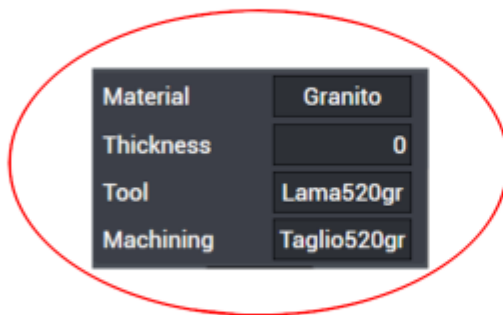 Material Granito
Thickness 0
Tool Lama520gr
Machining Taglio520gr